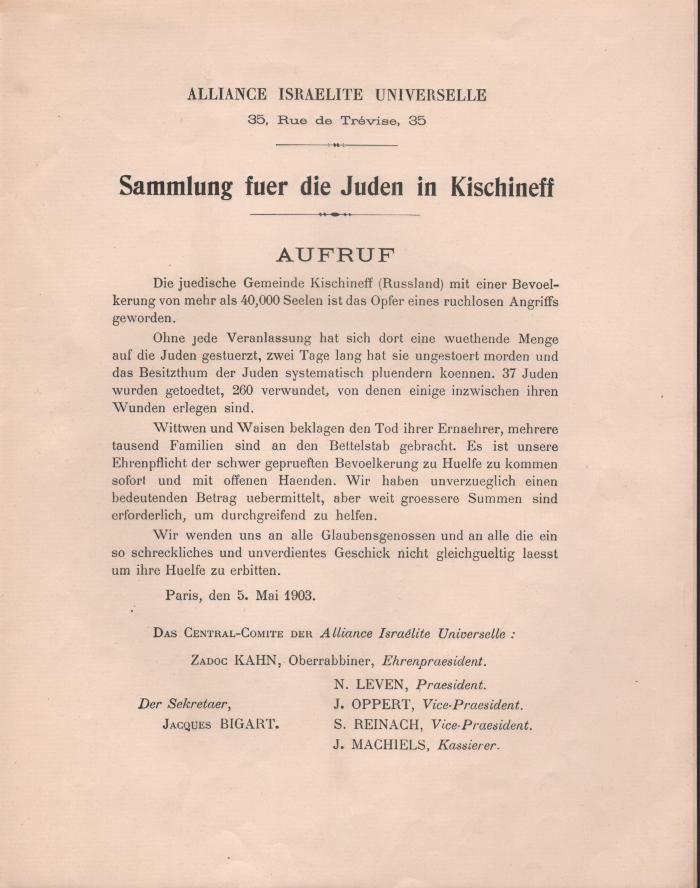 ALLIANCE ISRAELITE UNIVERSELLE
35, Rue de Trévise, 35
Sammlung fuer die Juden in Kischineff
AUFRUF
Die juedische Gemeinde Kischineff (Russland) mit einer Bevoel-
kerung von mehr als 40,000 Seelen ist das Opfer eines ruchlosen Angriffs
geworden.
Ohne jede Veranlassung hat sich dort eine wuethende Menge
auf die Juden gestuerzt, zwei Tage lang hat sie ungestoert morden und
das Besitzthum der Juden systematisch pluendern koennen. 37 Juden
wurden getoedtet, 260 verwundet, von denen einige inzwischen ihren
Wunden erlegen sind.
Wittwen und Waisen beklagen den Tod ihrer Ernaehrer, mehrere
tausend Familien sind an den Bettelstab gebracht. Es ist unsere
Ehrenpflicht der schwer geprueften Bevoelkerung zu Huelfe zu kommen
sofort und mit offenen Haenden. Wir haben unverzueglich einen
bedeutenden Betrag uebermittelt, aber weit groessere Summen sind
erforderlich, um durchgreifend zu helfen.
Wir wenden uns an alle Glaubensgenossen und an alle die ein
so schreckliches und unverdientes Geschick nicht gleichgueltig laesst
um ihre Huelfe zu erbitten.
Paris, den 5. Mai 1903.
Das Central-Comite der Alliance Israélite Universelle :
Zadoc KAHN, Oberrabbiner, Ehrenpraesident.
N. LEVEN, Praesident.
Der Sekretaer, J. OPPERT, Vice-Praesident.
Jacques BIGART. S. REINACH, Vice-Praesident.
J. MACHIELS, Kassierer.